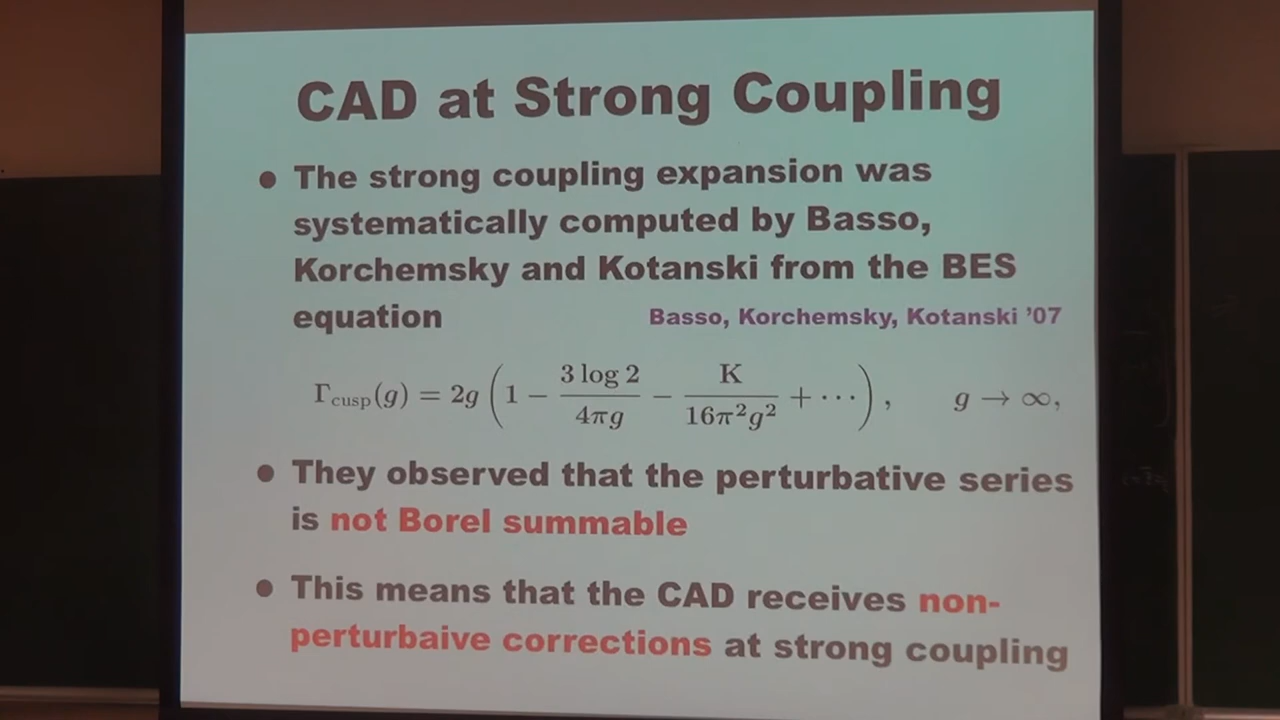 CAD at Strong Coupling
• The strong coupling expansion was
systematically computed by Basso,
Korchemsky and Kotanski from the BES
equation Basso, Korchemsky, Kotanski '07
Γcusp(g) = 2g (1 − 3 log 2 / 4πg − K / 16π²g² + ···), g → ∞,
• They observed that the perturbative series
is not Borel summable
• This means that the CAD receives non-
perturbaive corrections at strong coupling